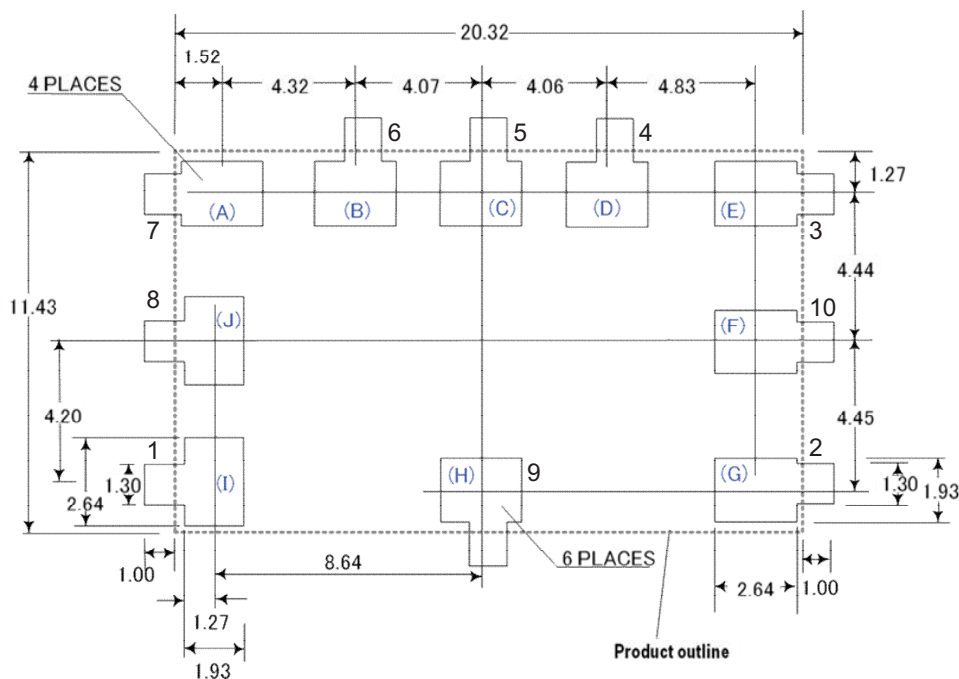 20.32
1.52
4.32
4.07
4.06
4.83
4 PLACES
6
5
4
1.27
(A)
(B)
(C)
(D)
(E)
7
3
4.44
11.43
8
10
(J)
(F)
4.20
4.45
1
2
(H)
9
(G)
(I)
1.30
1.30
1.93
2.64
6 PLACES
1.00
8.64
2.64
1.00
1.27
Product outline
1.93